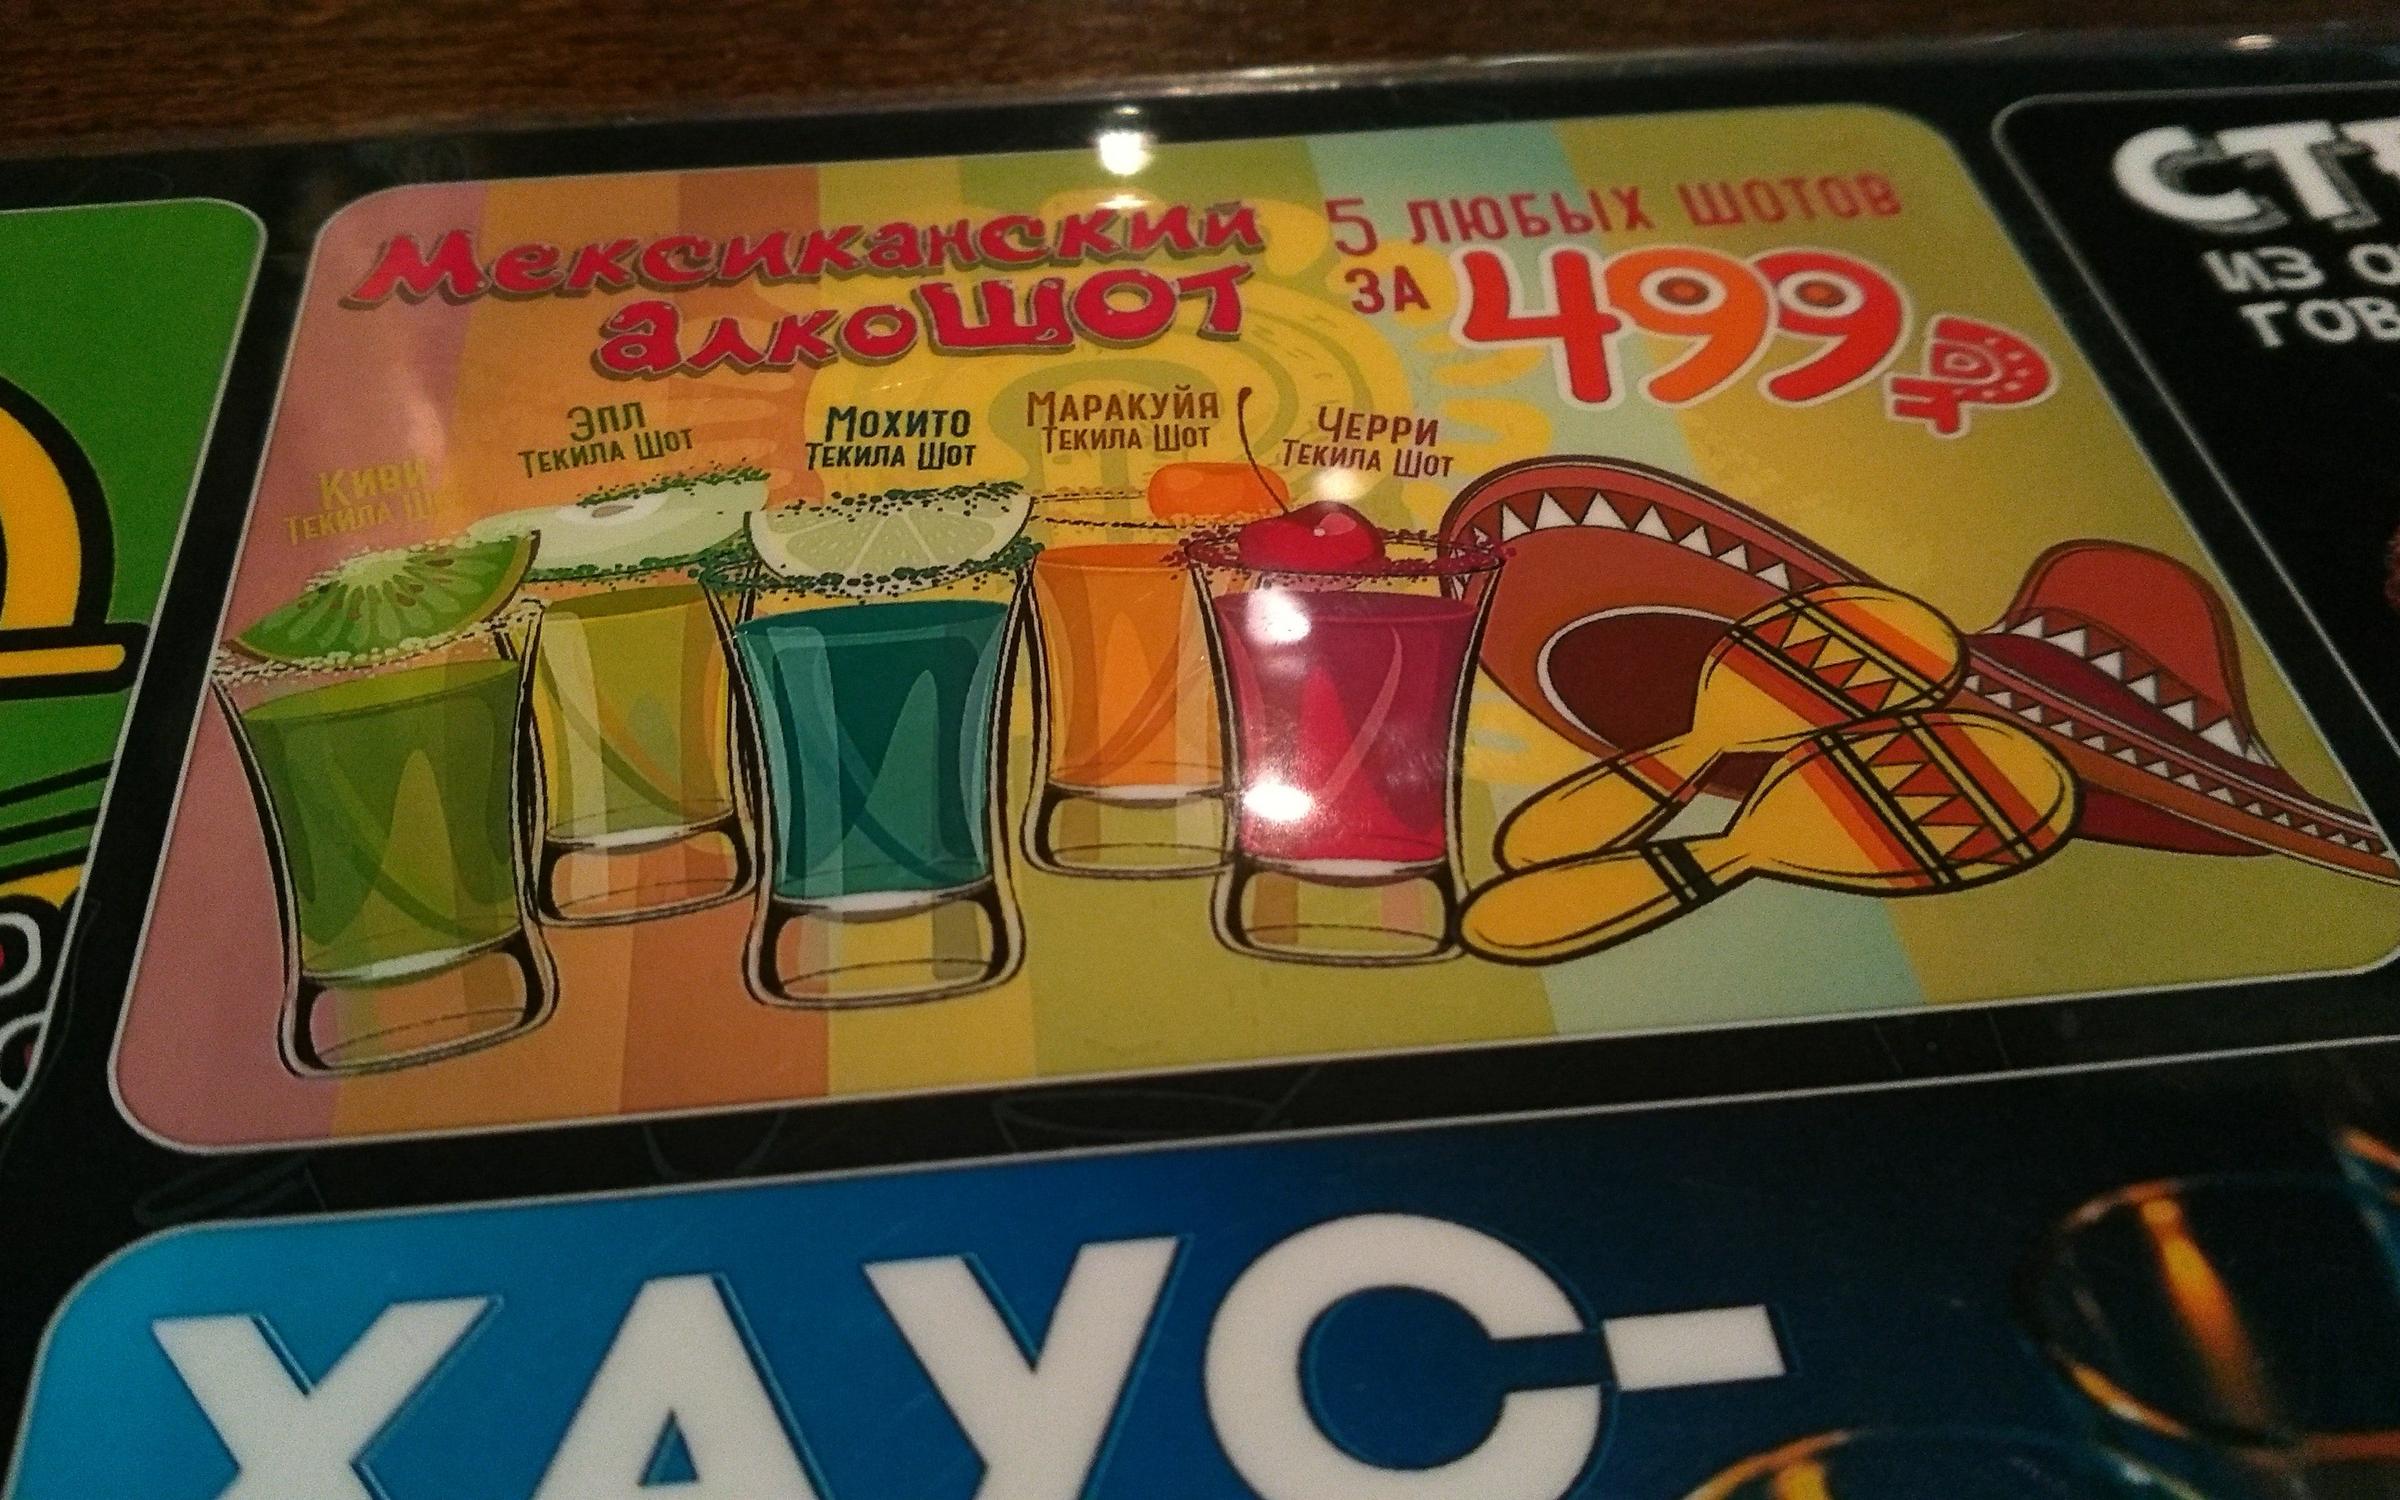 Мексиканский
алкоШОТ
5 ЛЮБЫХ ШОТОВ
ЗА 499₽
Киви
Текила
Эпл
Текила Шот
Мохито
Текила Шот
Маракуйя
Текила Шот
Черри
Текила Шот
ИЗ
ХАУС-